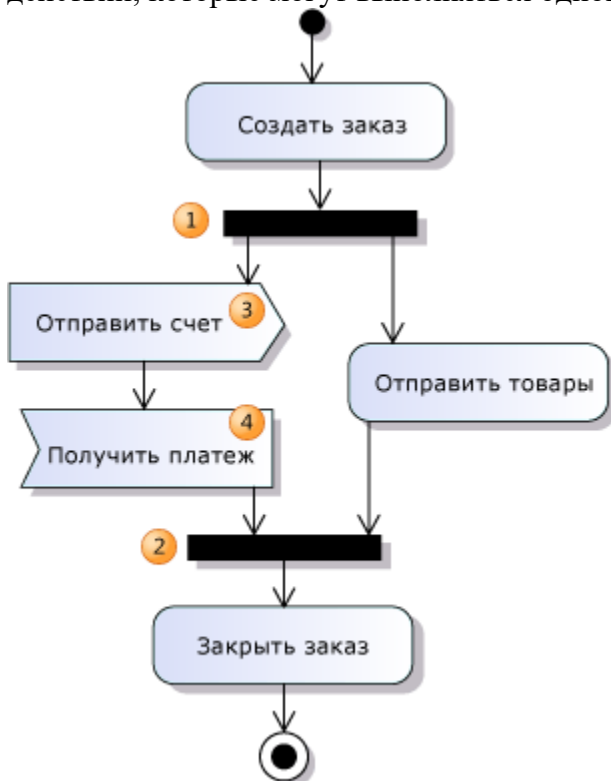 Создать заказ
1
3
Отправить счет
Отправить товары
4
Получить платеж
2
Закрыть заказ